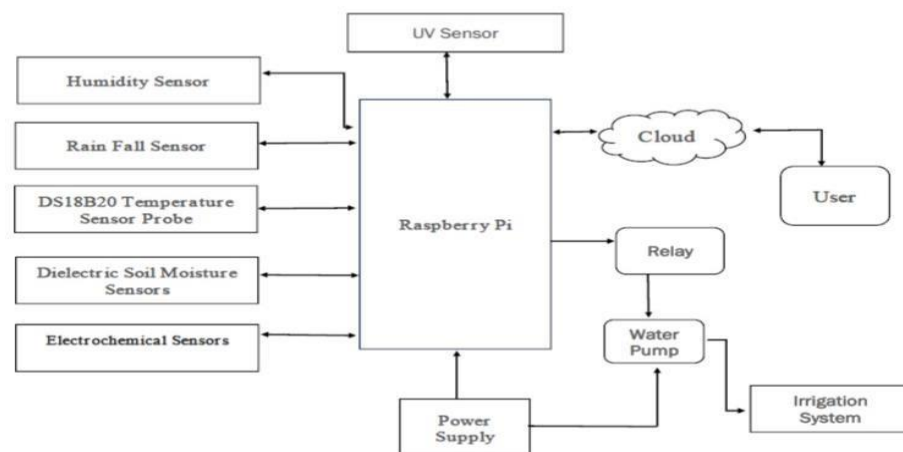 UV Sensor
Humidity Sensor
Rain Fall Sensor
DS18B20 Temperature
Sensor Probe
Dielectric Soil Moisture
Sensors
Electrochemical Sensors
Raspberry Pi
Cloud
User
Relay
Water
Pump
Power
Supply
Irrigation
System